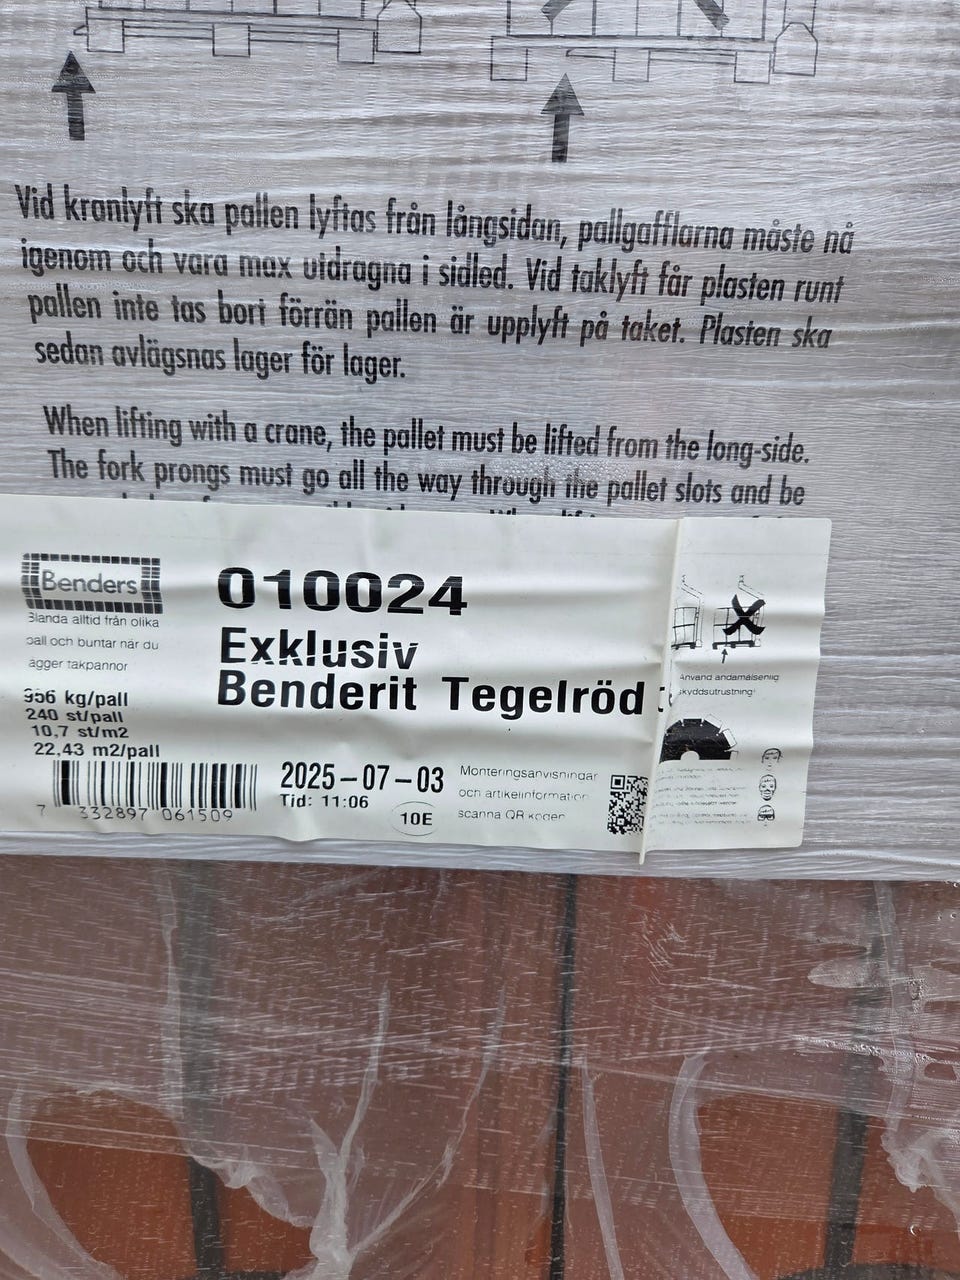 Vid kranlyft ska pallen lyftas från långsidan, pallgafflarna måste nå
igenom och vara max utdragna i sidled. Vid taklyft får plasten runt
pallen inte tas bort förrän pallen är upplyft på taket. Plasten ska
sedan avlägsnas lager för lager.
When lifting with a crane, the pallet must be lifted from the long-side.
The fork prongs must go all the way through the pallet slots and be
Benders
Blanda alltid från olika
pall och buntar när du
ägger takpannor
kg/pall
240 st/pall
10,7 st/m2
22,43 m2/pall
7 332897 061509
010024
Exklusiv
Benderit Tegelröd
2025-07-03
Tid: 11:06
10E
Monteringsanvisningar
och artikelinformation
scanna QR koden
Använd ändamålsenlig
skyddsutrustning!